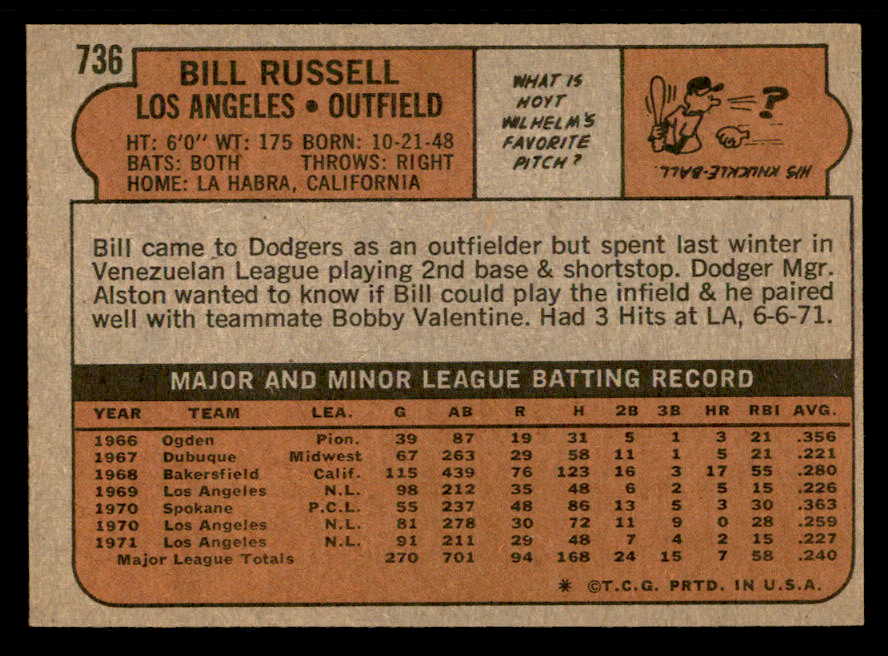 736
BILL RUSSELL
LOS ANGELES • OUTFIELD
HT: 6'0" WT: 175 BORN: 10-21-48
BATS: BOTH THROWS: RIGHT
HOME: LA HABRA, CALIFORNIA
WHAT IS
HOYT
WILHELM'S
FAVORITE
PITCH?
?
HIS KNUCKLE-BALL.
Bill came to Dodgers as an outfielder but spent last winter in
Venezuelan League playing 2nd base & shortstop. Dodger Mgr.
Alston wanted to know if Bill could play the infield & he paired
well with teammate Bobby Valentine. Had 3 Hits at LA, 6-6-71.
MAJOR AND MINOR LEAGUE BATTING RECORD
YEAR TEAM LEA. G AB R H 2B 3B HR RBI AVG.
1966 Ogden Pion. 39 87 19 31 5 1 3 21 .356
1967 Dubuque Midwest 67 263 29 58 11 1 5 21 .221
1968 Bakersfield Calif. 115 439 76 123 16 3 17 55 .280
1969 Los Angeles N.L. 98 212 35 48 6 2 5 15 .226
1970 Spokane P.C.L. 55 237 48 86 13 5 3 30 .363
1970 Los Angeles N.L. 81 278 30 72 11 9 0 28 .259
1971 Los Angeles N.L. 91 211 29 48 7 4 2 15 .227
Major League Totals 270 701 94 168 24 15 7 58 .240
* ©T.C.G. PRTD. IN U.S.A.